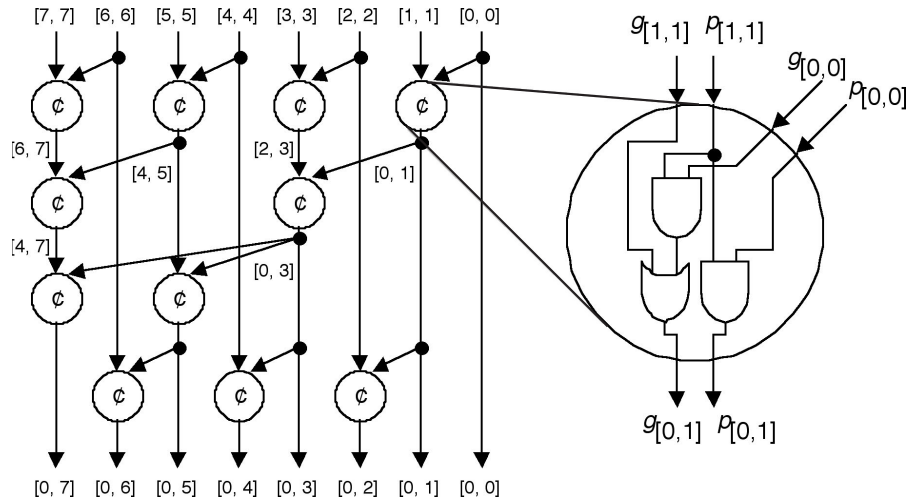 [7, 7] [6, 6] [5, 5] [4, 4] [3, 3] [2, 2] [1, 1] [0, 0]
g[1,1] p[1,1]
g[0,0]
p[0,0]
¢ ¢ ¢ ¢
[6, 7] [2, 3]
[4, 5] [0, 1]
¢ ¢
[4, 7]
[0, 3]
¢ ¢
¢ ¢ ¢
g[0,1] p[0,1]
[0, 7] [0, 6] [0, 5] [0, 4] [0, 3] [0, 2] [0, 1] [0, 0]